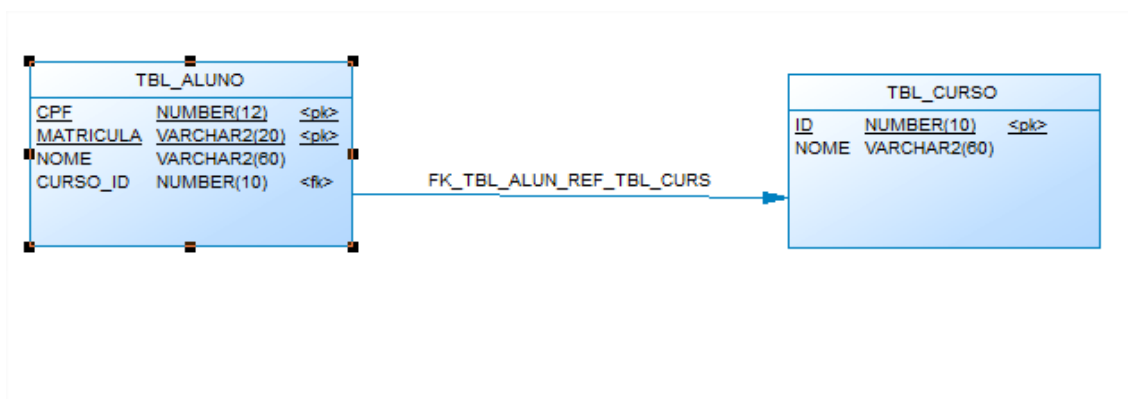 TBL_ALUNO
CPF NUMBER(12) <pk>
MATRICULA VARCHAR2(20) <pk>
NOME VARCHAR2(60)
CURSO_ID NUMBER(10) <fk>
FK_TBL_ALUN_REF_TBL_CURS
TBL_CURSO
ID NUMBER(10) <pk>
NOME VARCHAR2(60)